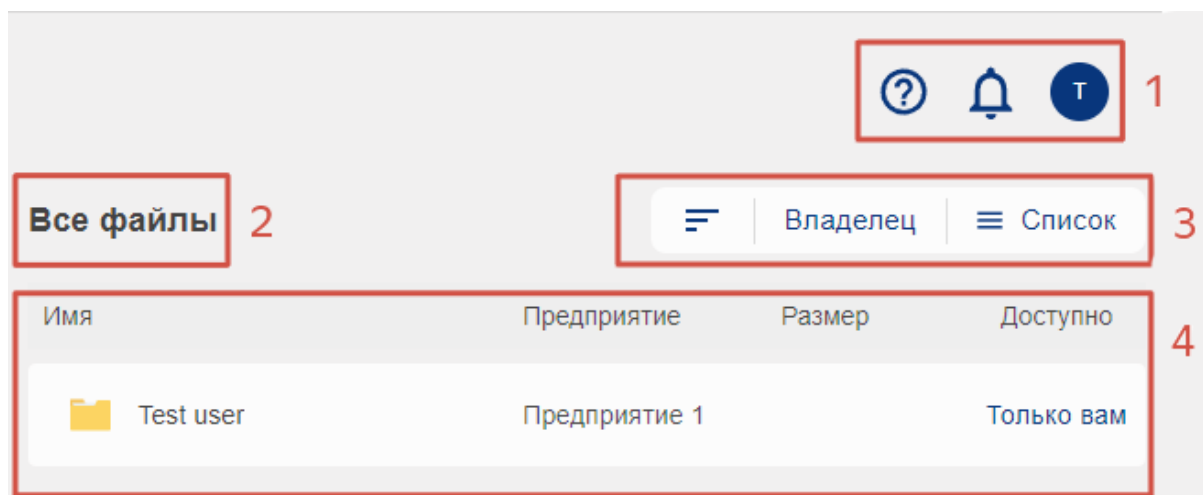 ? T 1
Все файлы 2 Владелец Список 3
Имя Предприятие Размер Доступно
4
Test user Предприятие 1 Только вам